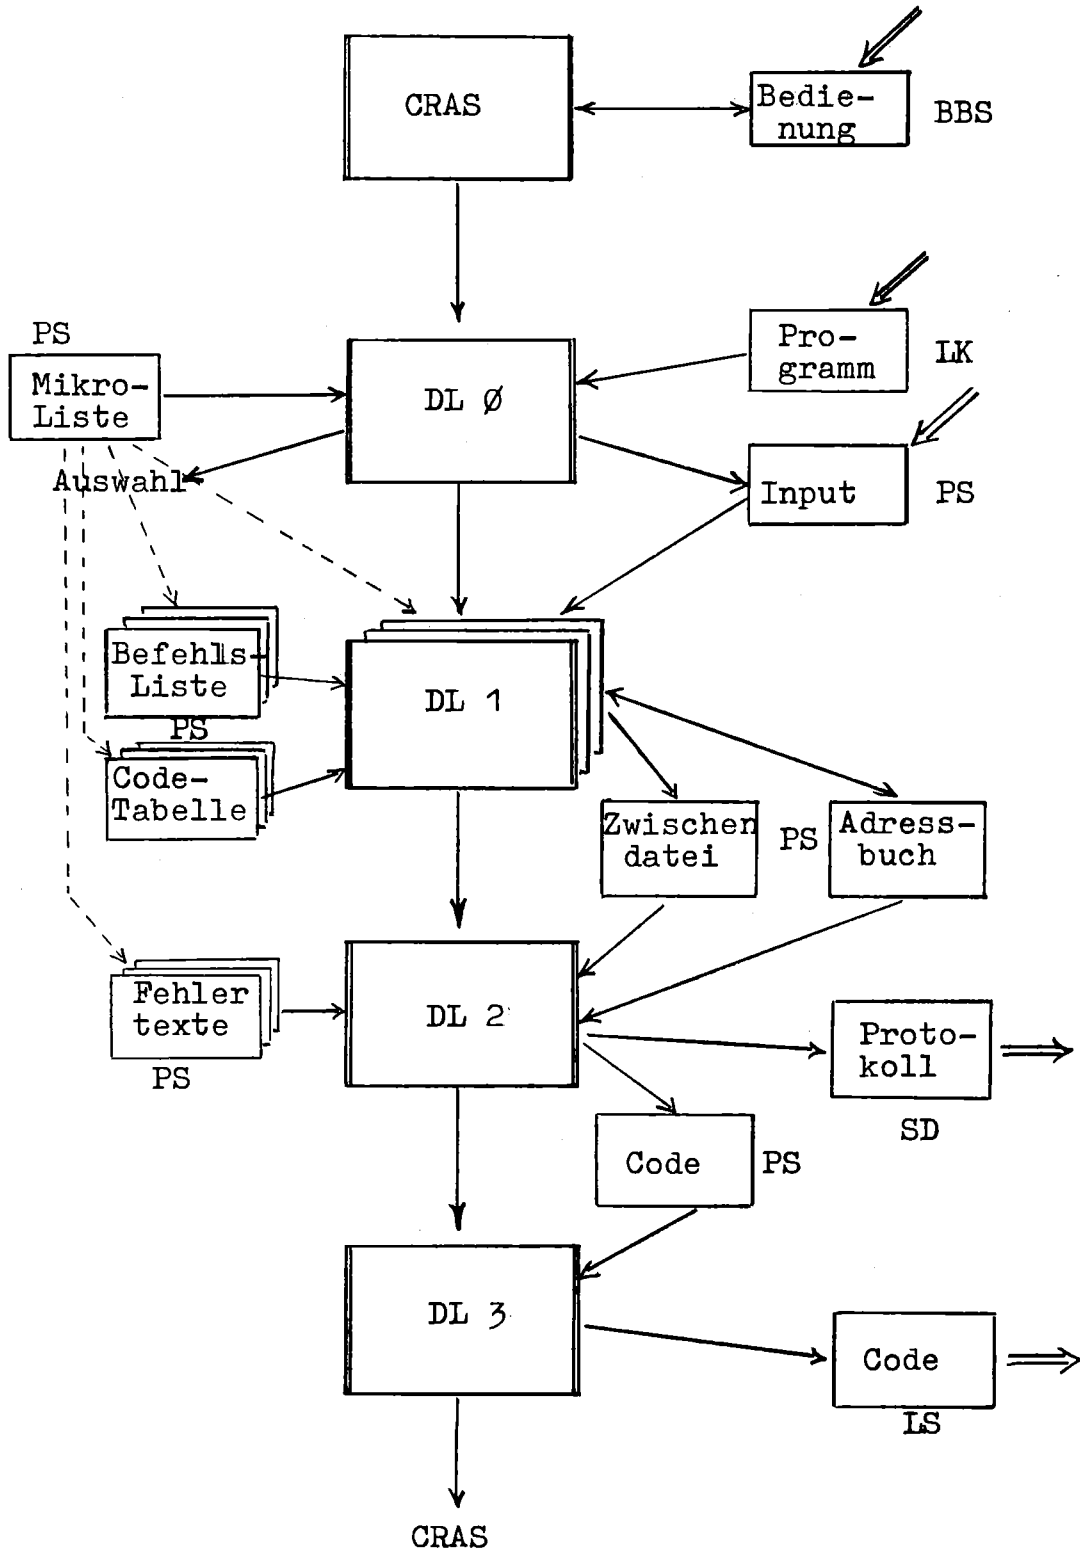 CRAS
Bedie-
nung
BBS
PS
Mikro-
Liste
DL Ø
Pro-
gramm
LK
Auswahl
Input
PS
Befehls-
Liste
PS
DL 1
Code-
Tabelle
Zwischen
datei
PS
Adress-
buch
Fehler
texte
PS
DL 2
Proto-
koll
SD
Code
PS
DL 3
Code
LS
CRAS